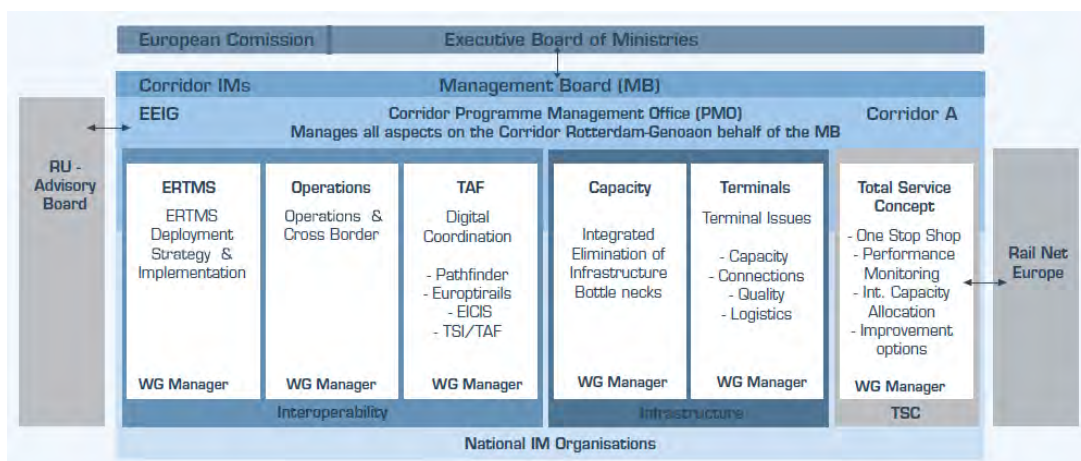 European Comission
Executive Board of Ministries
Corridor IMs
Management Board (MB)
EEIG
Corridor Programme Management Office (PMO)
Corridor A
Manages all aspects on the Corridor Rotterdam-Genoaon behalf of the MB
RU -
Advisory
Board
ERTMS
ERTMS
Deployment
Strategy &
Implementation
WG Manager
Operations
Operations &
Cross Border
WG Manager
TAF
Digital
Coordination
- Pathfinder
- Europtirails
- EICIS
- TSI/TAF
WG Manager
Interoperability
Capacity
Integrated
Elimination of
Infrastructure
Bottle necks
WG Manager
Terminals
Terminal Issues
- Capacity
- Connections
- Quality
- Logistics
WG Manager
Infrastructure
Total Service
Concept
- One Stop Shop
- Performance
Monitoring
- Int. Capacity
Allocation
- Improvement
options
WG Manager
TSC
Rail Net
Europe
National IM Organisations